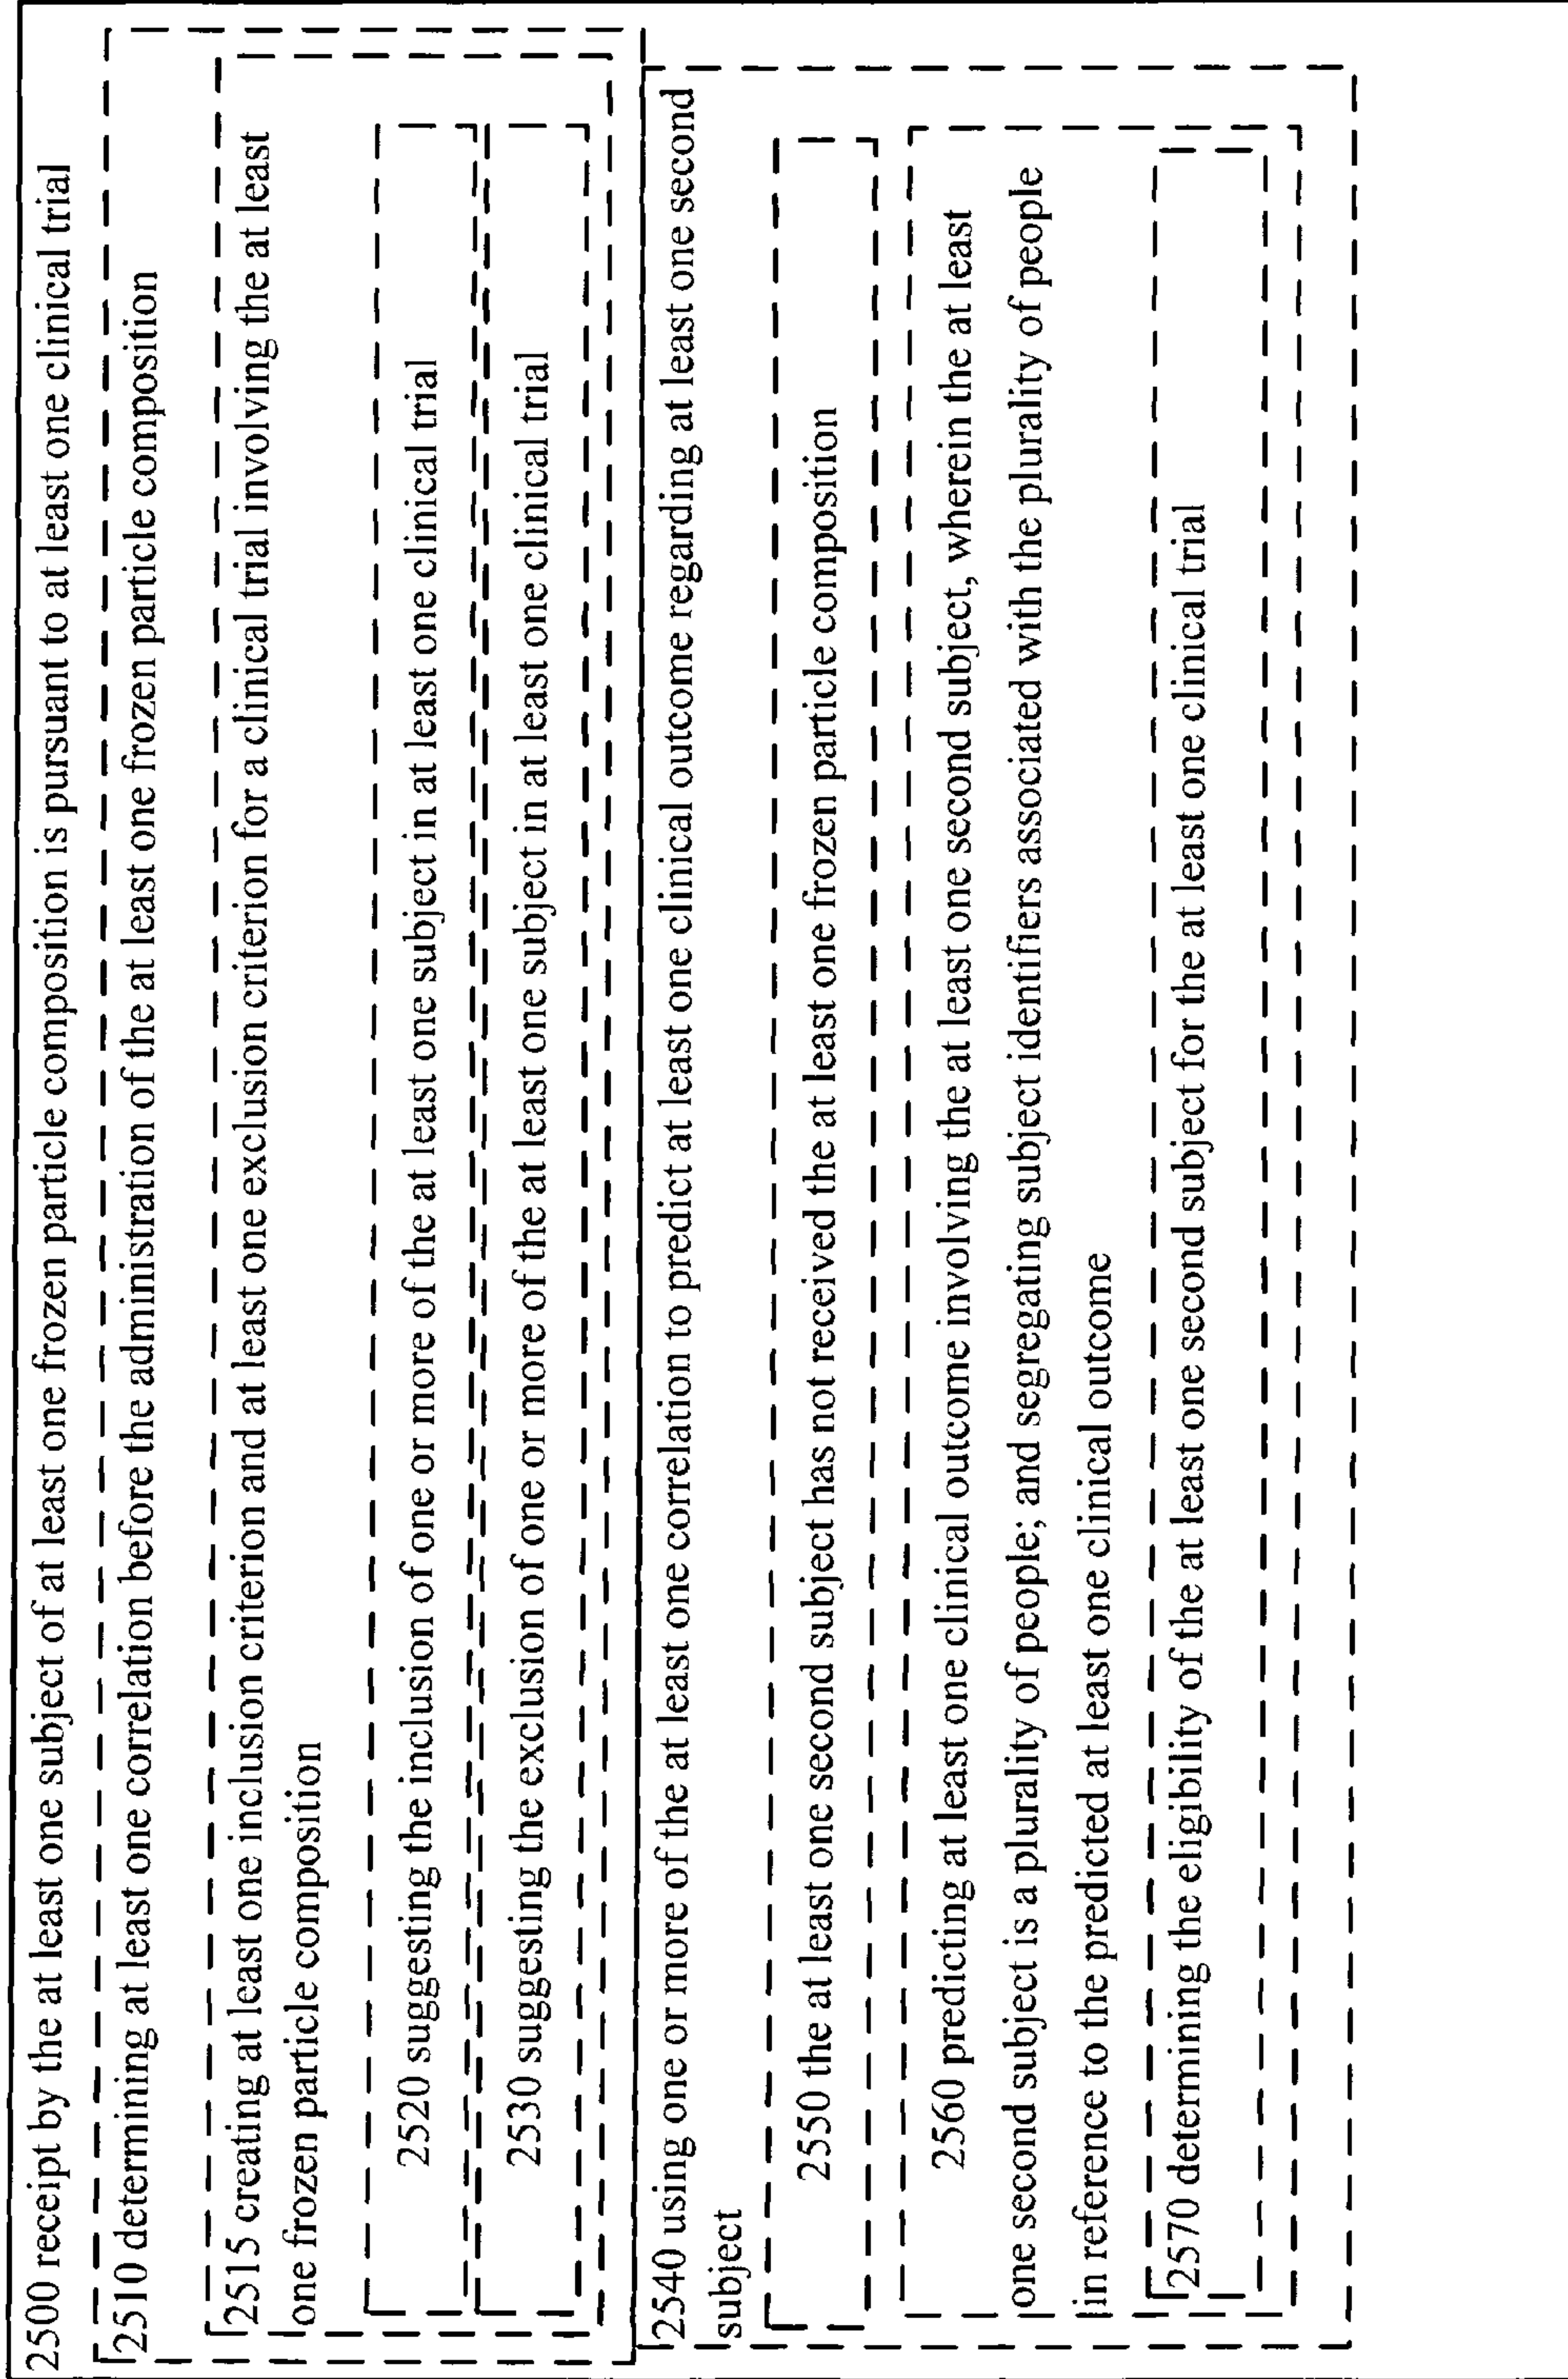 2500 receipt by the at least one subject of at least one frozen particle composition is pursuant to at least one clinical trial
2510 determining at least one correlation before the administration of the at least one frozen particle composition
2515 creating at least one inclusion criterion and at least one exclusion criterion for a clinical trial involving the at least
one frozen particle composition
2520 suggesting the inclusion of one or more of the at least one subject in at least one clinical trial
2530 suggesting the exclusion of one or more of the at least one subject in at least one clinical trial
2540 using one or more of the at least one correlation to predict at least one clinical outcome regarding at least one second
subject
2550 the at least one second subject has not received the at least one frozen particle composition
2560 predicting at least one clinical outcome involving the at least one second subject, wherein the at least
one second subject is a plurality of people; and segregating subject identifiers associated with the plurality of people
in reference to the predicted at least one clinical outcome
2570 determining the eligibility of the at least one second subject for the at least one clinical trial